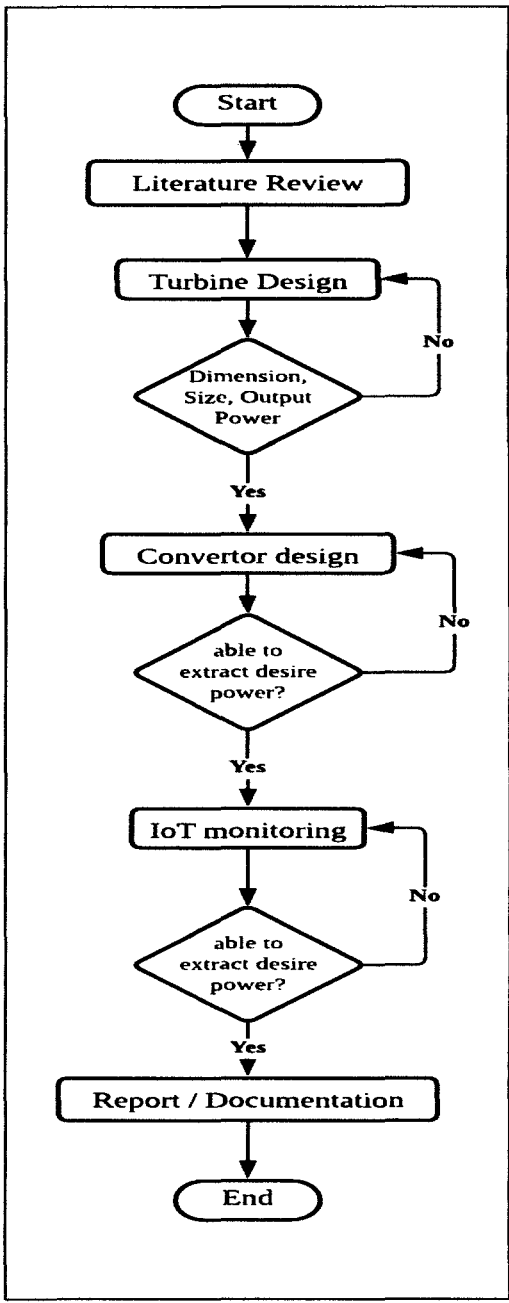 Start
Literature Review
Turbine Design
No
Dimension,
Size, Output
Power
Yes
Convertor design
No
able to
extract desire
power?
Yes
IoT monitoring
No
able to
extract desire
power?
Yes
Report / Documentation
End